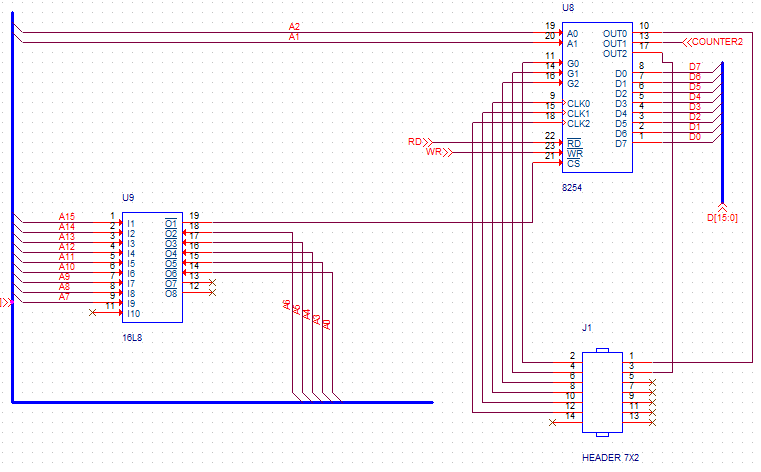 U8
A2 19 A0 OUT0 10
A1 20 A1 OUT1 13 COUNTER2
OUT2 17
11 G0
14 G1 D0 8 D7
16 G2 D1 7 D6
D2 6 D5
9 CLK0 D3 5 D4
15 CLK1 D4 4 D3
18 CLK2 D5 3 D2
D6 2 D1
RD 22 RD D7 1 D0
WR 23 WR
21 CS
8254
D[15:0]
U9
A15 1 I1 O1 19
A14 2 I2 O2 18
A13 3 I3 O3 17
A12 4 I4 O4 16
A11 5 I5 O5 15
A10 6 I6 O6 14
A9 7 I7 O7 13
A8 8 I8 O8 12
A7 9 I9
11 I10
16L8
A6
A5
A4
A3
A0
J1
2 1
4 3
6 5
8 7
10 9
12 11
14 13
HEADER 7X2